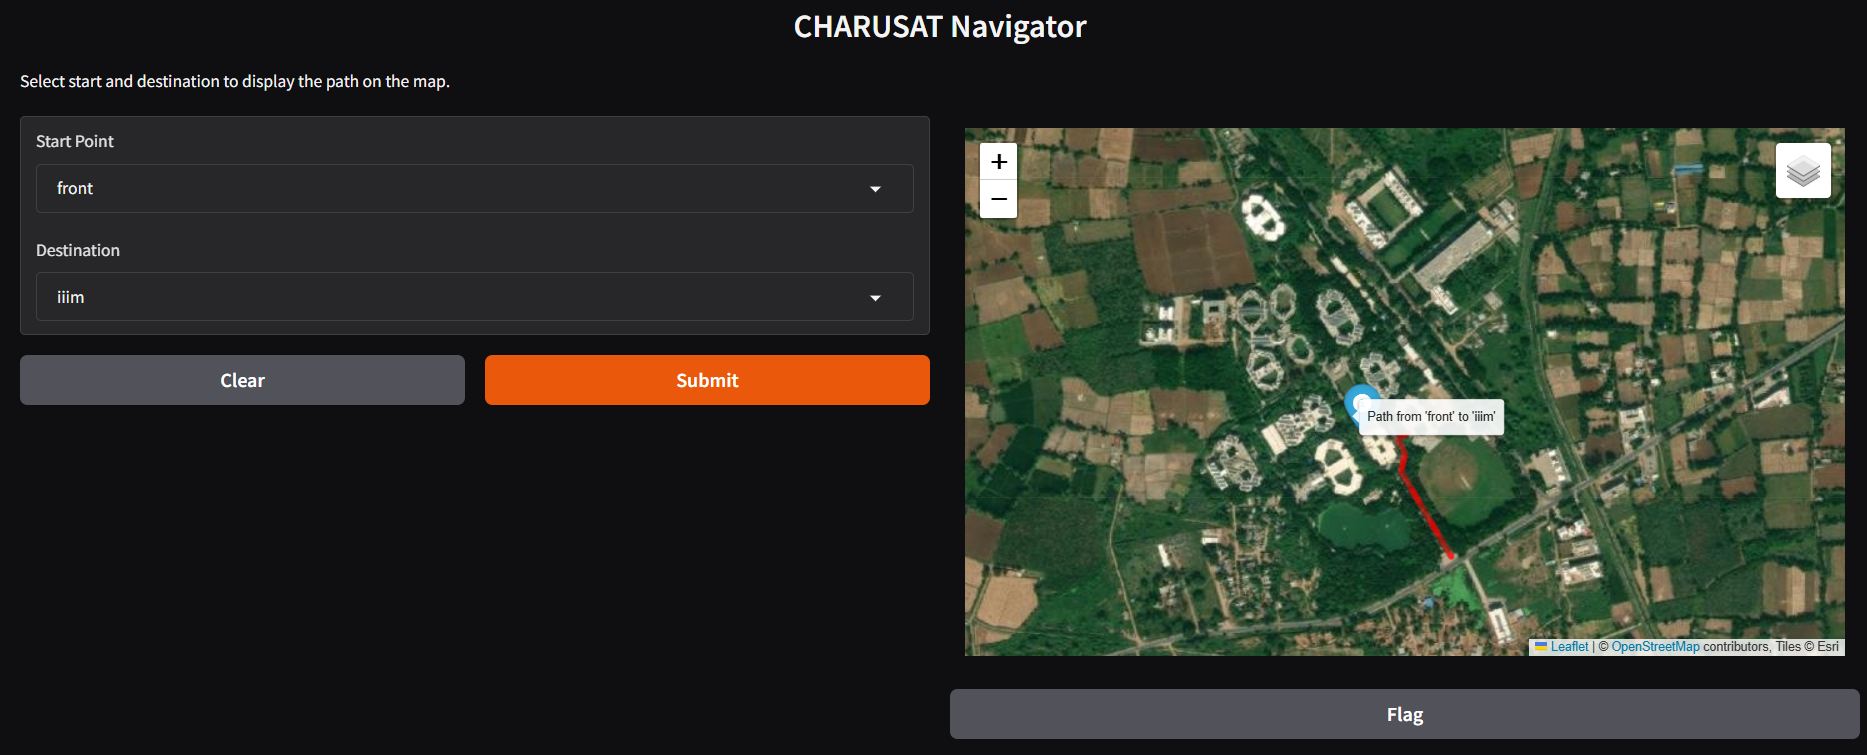 CHARUSAT Navigator
Select start and destination to display the path on the map.
Start Point
front
Destination
iiim
Clear
Submit
+
−
Path from 'front' to 'iiim'
Leaflet | © OpenStreetMap contributors, Tiles © Esri
Flag